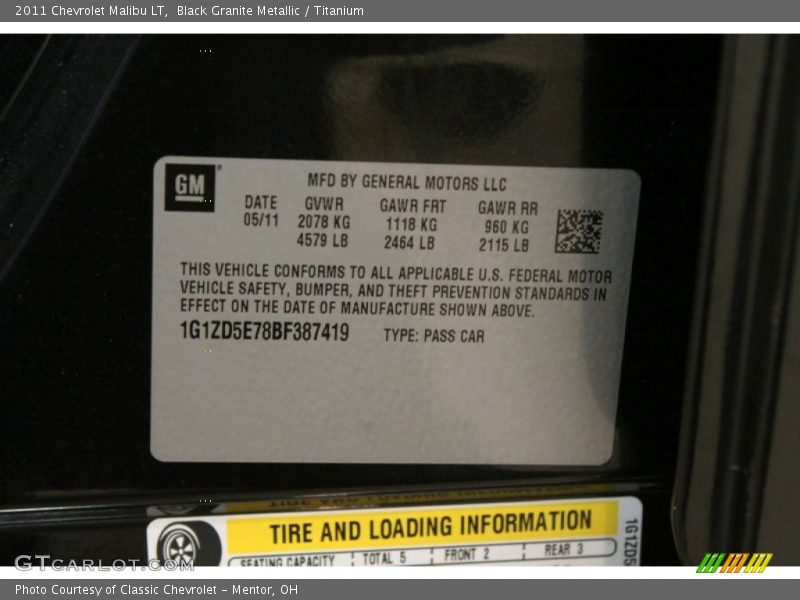 2011 Chevrolet Malibu LT, Black Granite Metallic / Titanium
GM
MFD BY GENERAL MOTORS LLC
DATE GVWR GAWR FRT GAWR RR
05/11 2078 KG 1118 KG 960 KG
4579 LB 2464 LB 2115 LB
THIS VEHICLE CONFORMS TO ALL APPLICABLE U.S. FEDERAL MOTOR
VEHICLE SAFETY, BUMPER, AND THEFT PREVENTION STANDARDS IN
EFFECT ON THE DATE OF MANUFACTURE SHOWN ABOVE.
1G1ZD5E78BF387419 TYPE: PASS CAR
TIRE AND LOADING INFORMATION
SEATING CAPACITY TOTAL 5 FRONT 2 REAR 3
1G1ZD5
GTCARLOT.COM
Photo Courtesy of Classic Chevrolet - Mentor, OH